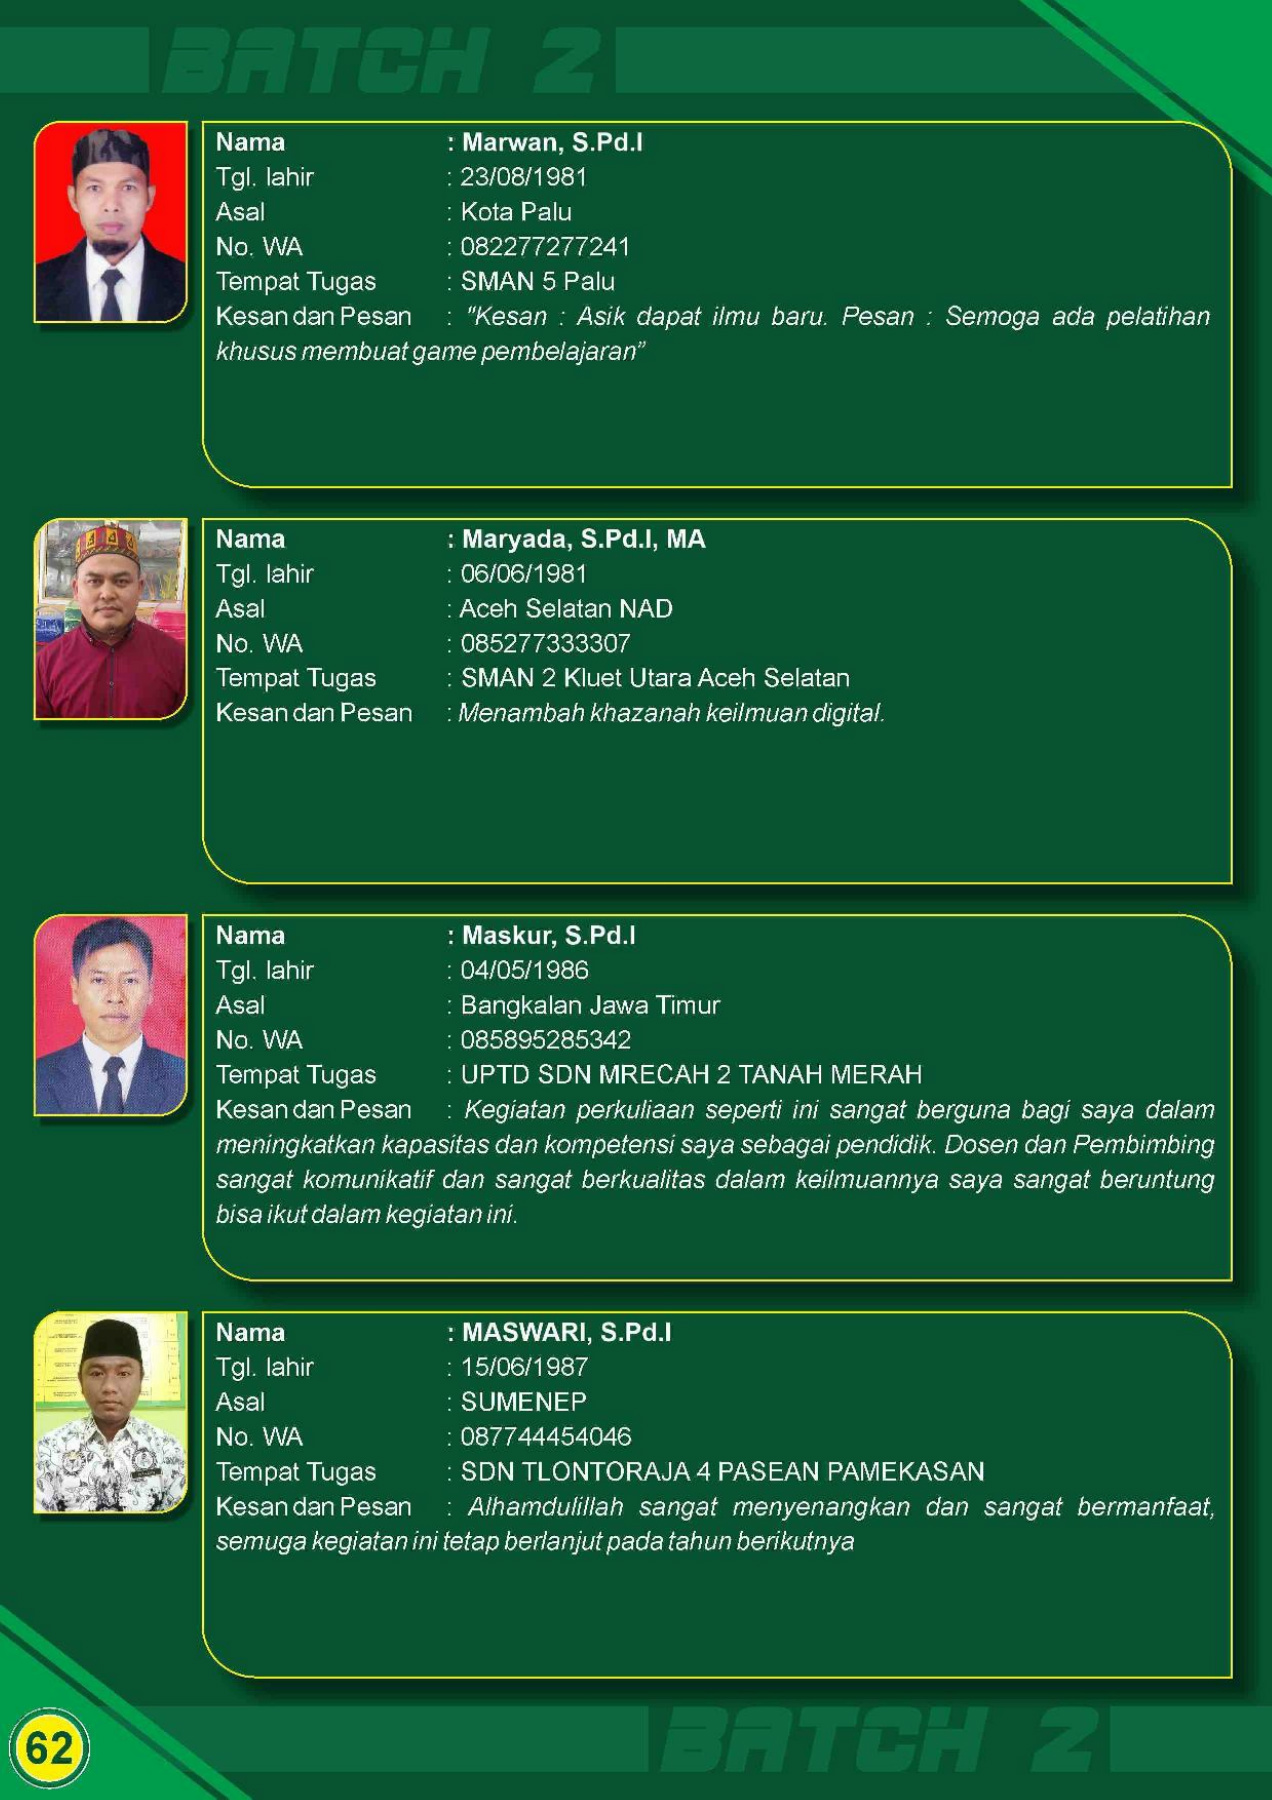 BATCH 2
Nama : Marwan, S.Pd.I
Tgl. lahir : 23/08/1981
Asal : Kota Palu
No. WA : 082277277241
Tempat Tugas : SMAN 5 Palu
Kesan dan Pesan : "Kesan : Asik dapat ilmu baru. Pesan : Semoga ada pelatihan
khusus membuat game pembelajaran”
Nama : Maryada, S.Pd.I, MA
Tgl. lahir : 06/06/1981
Asal : Aceh Selatan NAD
No. WA : 085277333307
Tempat Tugas : SMAN 2 Kluet Utara Aceh Selatan
Kesan dan Pesan : Menambah khazanah keilmuan digital.
Nama : Maskur, S.Pd.I
Tgl. lahir : 04/05/1986
Asal : Bangkalan Jawa Timur
No. WA : 085895285342
Tempat Tugas : UPTD SDN MRECAH 2 TANAH MERAH
Kesan dan Pesan : Kegiatan perkuliaan seperti ini sangat berguna bagi saya dalam
meningkatkan kapasitas dan kompetensi saya sebagai pendidik. Dosen dan Pembimbing
sangat komunikatif dan sangat berkualitas dalam keilmuannya saya sangat beruntung
bisa ikut dalam kegiatan ini.
Nama : MASWARI, S.Pd.I
Tgl. lahir : 15/06/1987
Asal : SUMENEP
No. WA : 087744454046
Tempat Tugas : SDN TLONTORAJA 4 PASEAN PAMEKASAN
Kesan dan Pesan : Alhamdulillah sangat menyenangkan dan sangat bermanfaat,
semuga kegiatan ini tetap berlanjut pada tahun berikutnya
62
BATCH 2